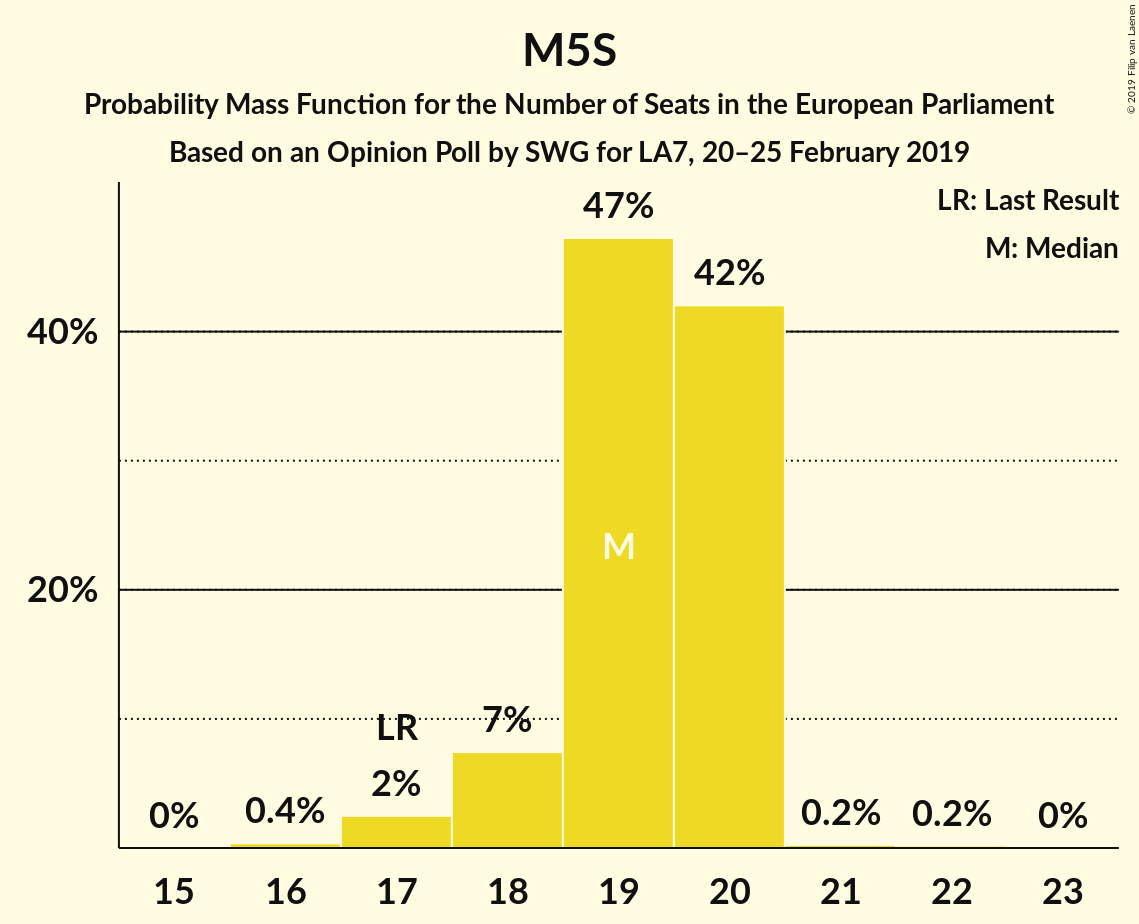 M5S
Probability Mass Function for the Number of Seats in the European Parliament
Based on an Opinion Poll by SWG for LA7, 20–25 February 2019
© 2019 Filip van Laenen
LR: Last Result
M: Median
47%
42%
40%
M
20%
LR
7%
2%
0%
0.4%
0.2%
0.2%
0%
15 16 17 18 19 20 21 22 23